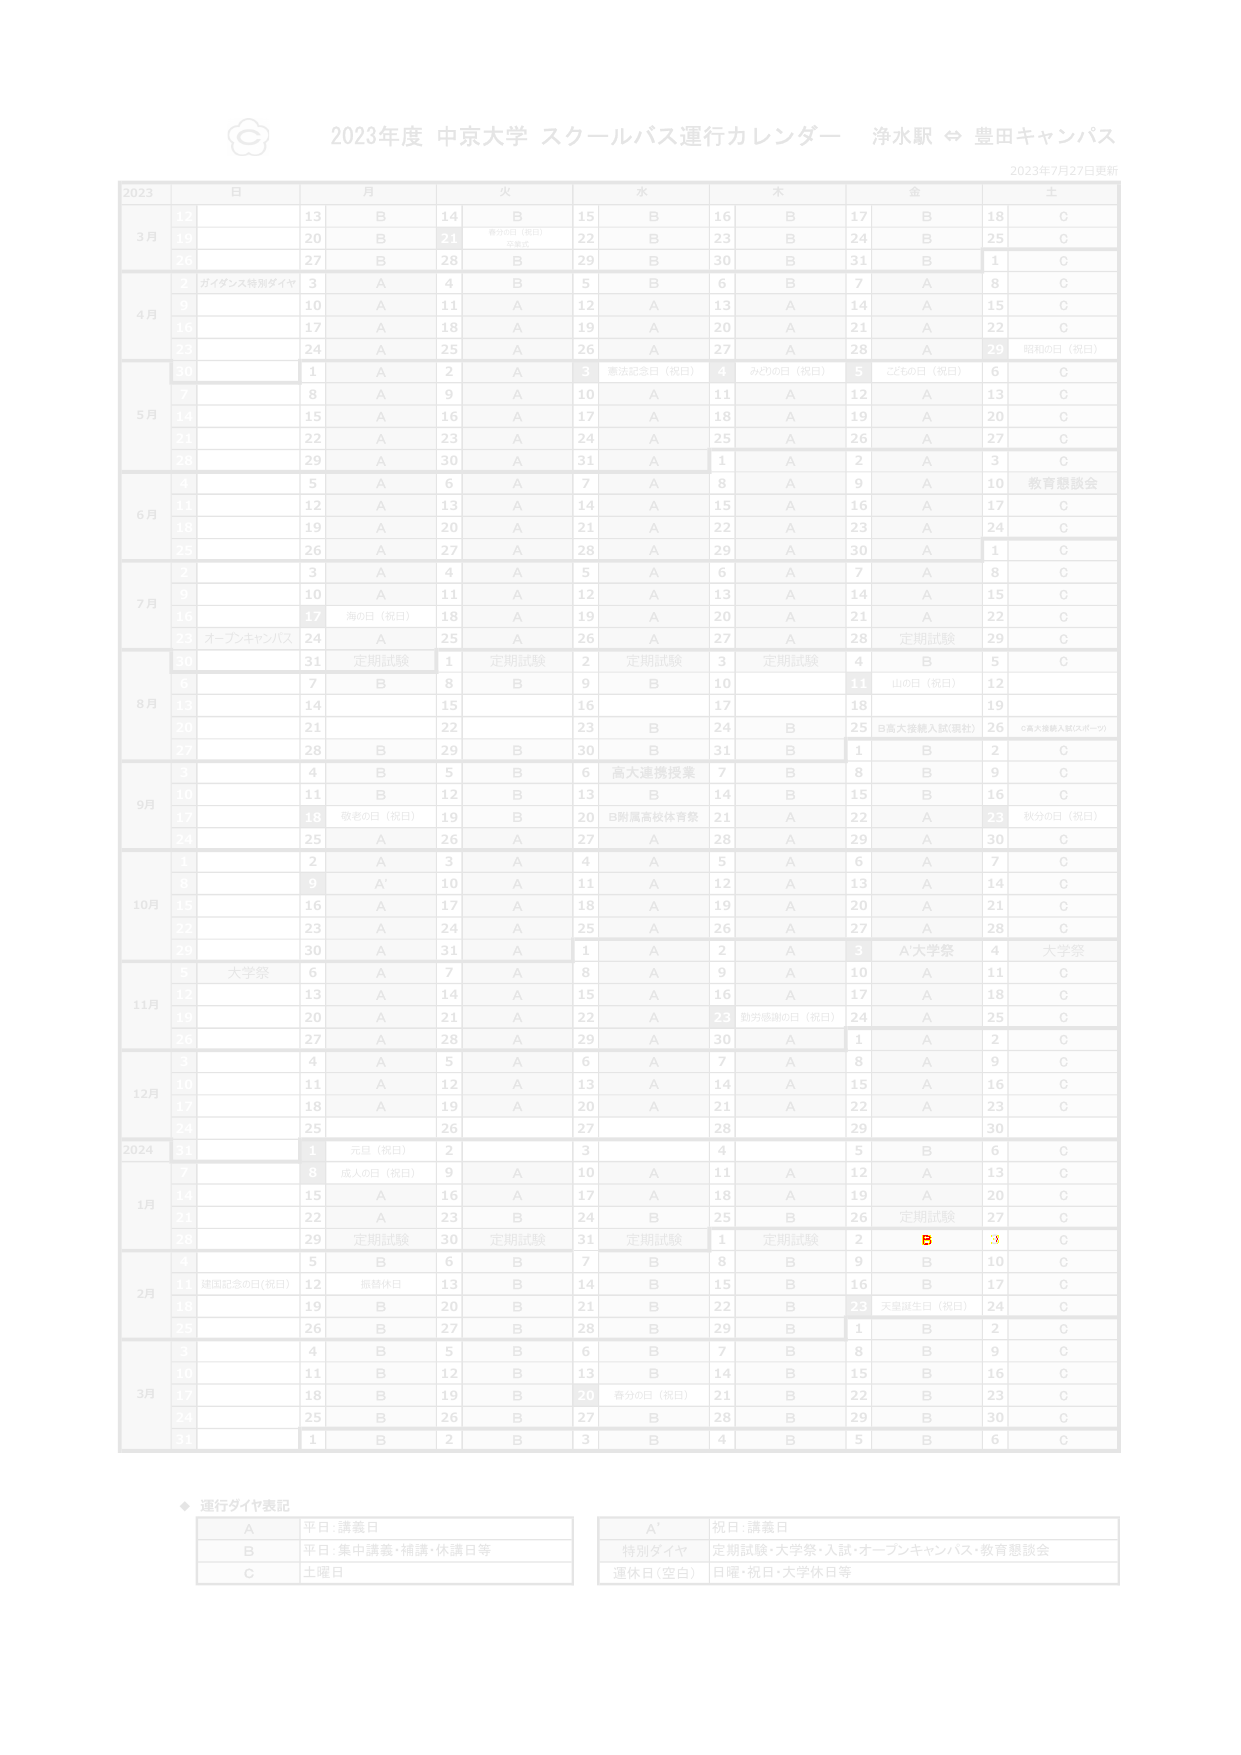 2023年度 中京大学 スクールバス運行カレンダー 浄水駅 ⇔ 豊田キャンパス
2023年7月27日更新
2023 日 月 火 水 木 金 土
3月
12 13 B 14 B 15 B 16 B 17 B 18 C
19 20 B 21 春分の日（祝日） 卒業式 22 B 23 B 24 B 25 C
26 27 B 28 B 29 B 30 B 31 B 1 C
4月
2 ガイダンス特別ダイヤ 3 A 4 B 5 B 6 B 7 A 8 C
9 10 A 11 A 12 A 13 A 14 A 15 C
16 17 A 18 A 19 A 20 A 21 A 22 C
23 24 A 25 A 26 A 27 A 28 A 29 昭和の日（祝日）
5月
30 1 A 2 A 3 憲法記念日（祝日） 4 みどりの日（祝日） 5 こどもの日（祝日） 6 C
7 8 A 9 A 10 A 11 A 12 A 13 C
14 15 A 16 A 17 A 18 A 19 A 20 C
21 22 A 23 A 24 A 25 A 26 A 27 C
28 29 A 30 A 31 A 1 A 2 A 3 C
6月
4 5 A 6 A 7 A 8 A 9 A 10 教育懇談会
11 12 A 13 A 14 A 15 A 16 A 17 C
18 19 A 20 A 21 A 22 A 23 A 24 C
25 26 A 27 A 28 A 29 A 30 A 1 C
7月
2 3 A 4 A 5 A 6 A 7 A 8 C
9 10 A 11 A 12 A 13 A 14 A 15 C
16 17 海の日（祝日） 18 A 19 A 20 A 21 A 22 C
23 オープンキャンパス 24 A 25 A 26 A 27 A 28 定期試験 29 C
8月
30 31 定期試験 1 定期試験 2 定期試験 3 定期試験 4 B 5 C
6 7 B 8 B 9 B 10 11 山の日（祝日） 12
13 14 15 16 17 18 19
20 21 22 23 B 24 B 25 B高大接続入試(現社) 26 C高大接続入試(スポーツ)
27 28 B 29 B 30 B 31 B 1 B 2 C
9月
3 4 B 5 B 6 高大連携授業 7 B 8 B 9 C
10 11 B 12 B 13 B 14 B 15 B 16 C
17 18 敬老の日（祝日） 19 B 20 B附属高校体育祭 21 A 22 A 23 秋分の日（祝日）
24 25 A 26 A 27 A 28 A 29 A 30 C
10月
1 2 A 3 A 4 A 5 A 6 A 7 C
8 9 A' 10 A 11 A 12 A 13 A 14 C
15 16 A 17 A 18 A 19 A 20 A 21 C
22 23 A 24 A 25 A 26 A 27 A 28 C
29 30 A 31 A 1 A 2 A 3 A'大学祭 4 大学祭
11月
5 大学祭 6 A 7 A 8 A 9 A 10 A 11 C
12 13 A 14 A 15 A 16 A 17 A 18 C
19 20 A 21 A 22 A 23 勤労感謝の日（祝日） 24 A 25 C
26 27 A 28 A 29 A 30 A 1 A 2 C
12月
3 4 A 5 A 6 A 7 A 8 A 9 C
10 11 A 12 A 13 A 14 A 15 A 16 C
17 18 A 19 A 20 A 21 A 22 A 23 C
24 25 26 27 28 29 30
2024 31 1 元旦（祝日） 2 3 4 5 B 6 C
1月
7 8 成人の日（祝日） 9 A 10 A 11 A 12 A 13 C
14 15 A 16 A 17 A 18 A 19 A 20 C
21 22 A 23 B 24 B 25 B 26 定期試験 27 C
28 29 定期試験 30 定期試験 31 定期試験 1 定期試験 2 B 3 C
2月
4 5 B 6 B 7 B 8 B 9 B 10 C
11 建国記念の日(祝日) 12 振替休日 13 B 14 B 15 B 16 B 17 C
18 19 B 20 B 21 B 22 B 23 天皇誕生日（祝日） 24 C
25 26 B 27 B 28 B 29 B 1 B 2 C
3月
3 4 B 5 B 6 B 7 B 8 B 9 C
10 11 B 12 B 13 B 14 B 15 B 16 C
17 18 B 19 B 20 春分の日（祝日） 21 B 22 B 23 C
24 25 B 26 B 27 B 28 B 29 B 30 C
31 1 B 2 B 3 B 4 B 5 B 6 C
◆ 運行ダイヤ表記
A 平日：講義日
B 平日：集中講義・補講・休講日等
C 土曜日
A' 祝日：講義日
特別ダイヤ 定期試験・大学祭・入試・オープンキャンパス・教育懇談会
運休日(空白) 日曜・祝日・大学休日等